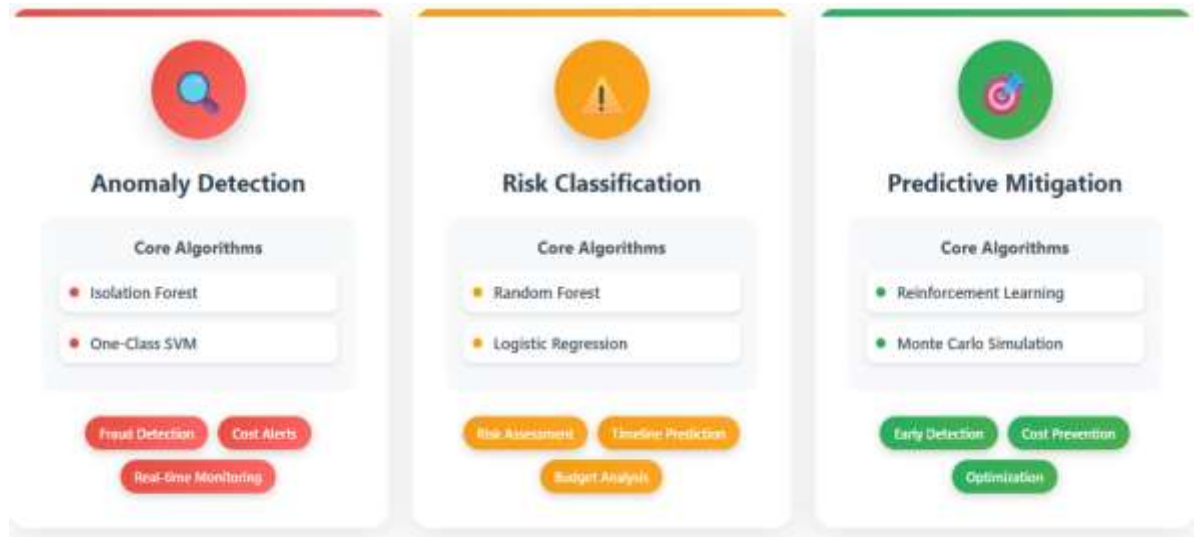 Anomaly Detection
Core Algorithms
Isolation Forest
One-Class SVM
Fraud Detection
Cost Alerts
Real-time Monitoring
Risk Classification
Core Algorithms
Random Forest
Logistic Regression
Risk Assessment
Timeline Prediction
Budget Analysis
Predictive Mitigation
Core Algorithms
Reinforcement Learning
Monte Carlo Simulation
Early Detection
Cost Prevention
Optimization